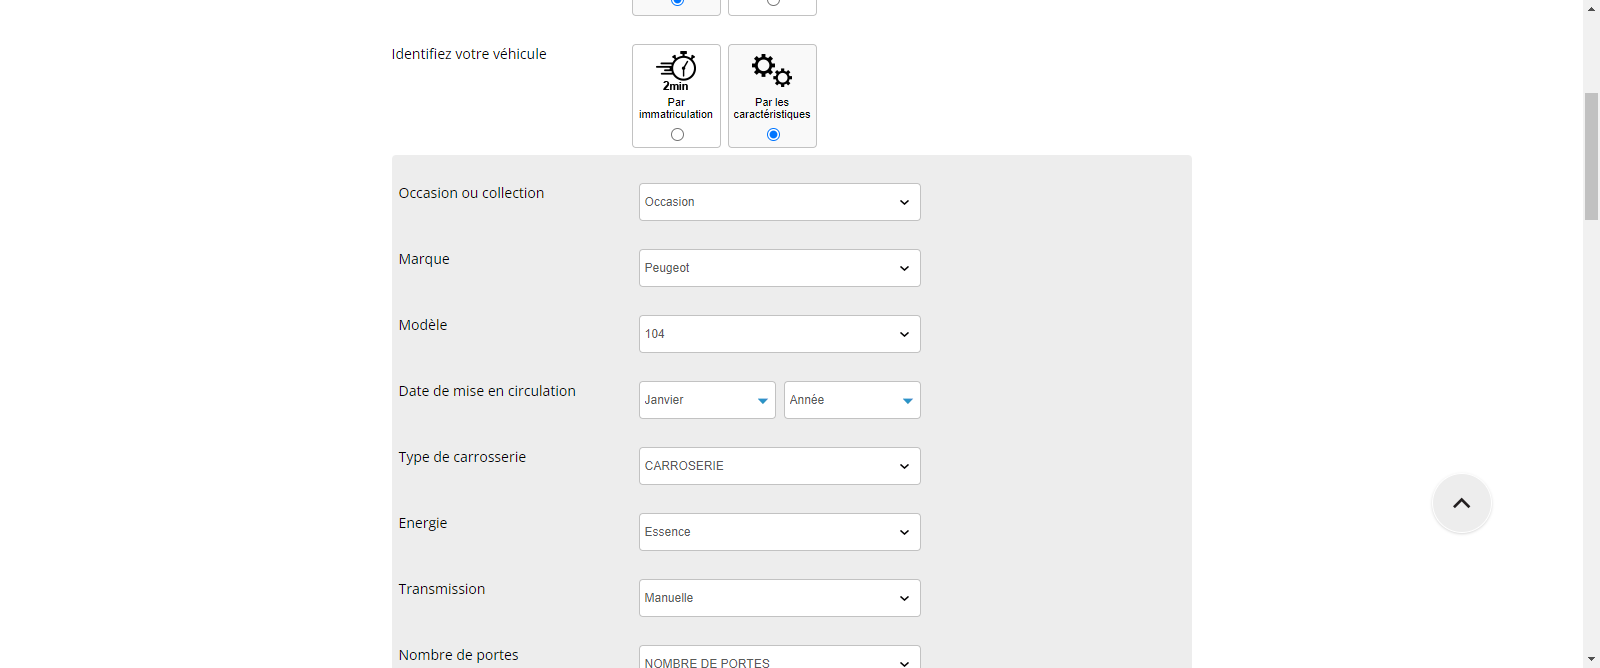 Identifiez votre véhicule
2min
Par
immatriculation
Par les
caractéristiques
Occasion ou collection
Occasion
Marque
Peugeot
Modèle
104
Date de mise en circulation
Janvier
Année
Type de carrosserie
CARROSERIE
Energie
Essence
Transmission
Manuelle
Nombre de portes
NOMBRE DE PORTES